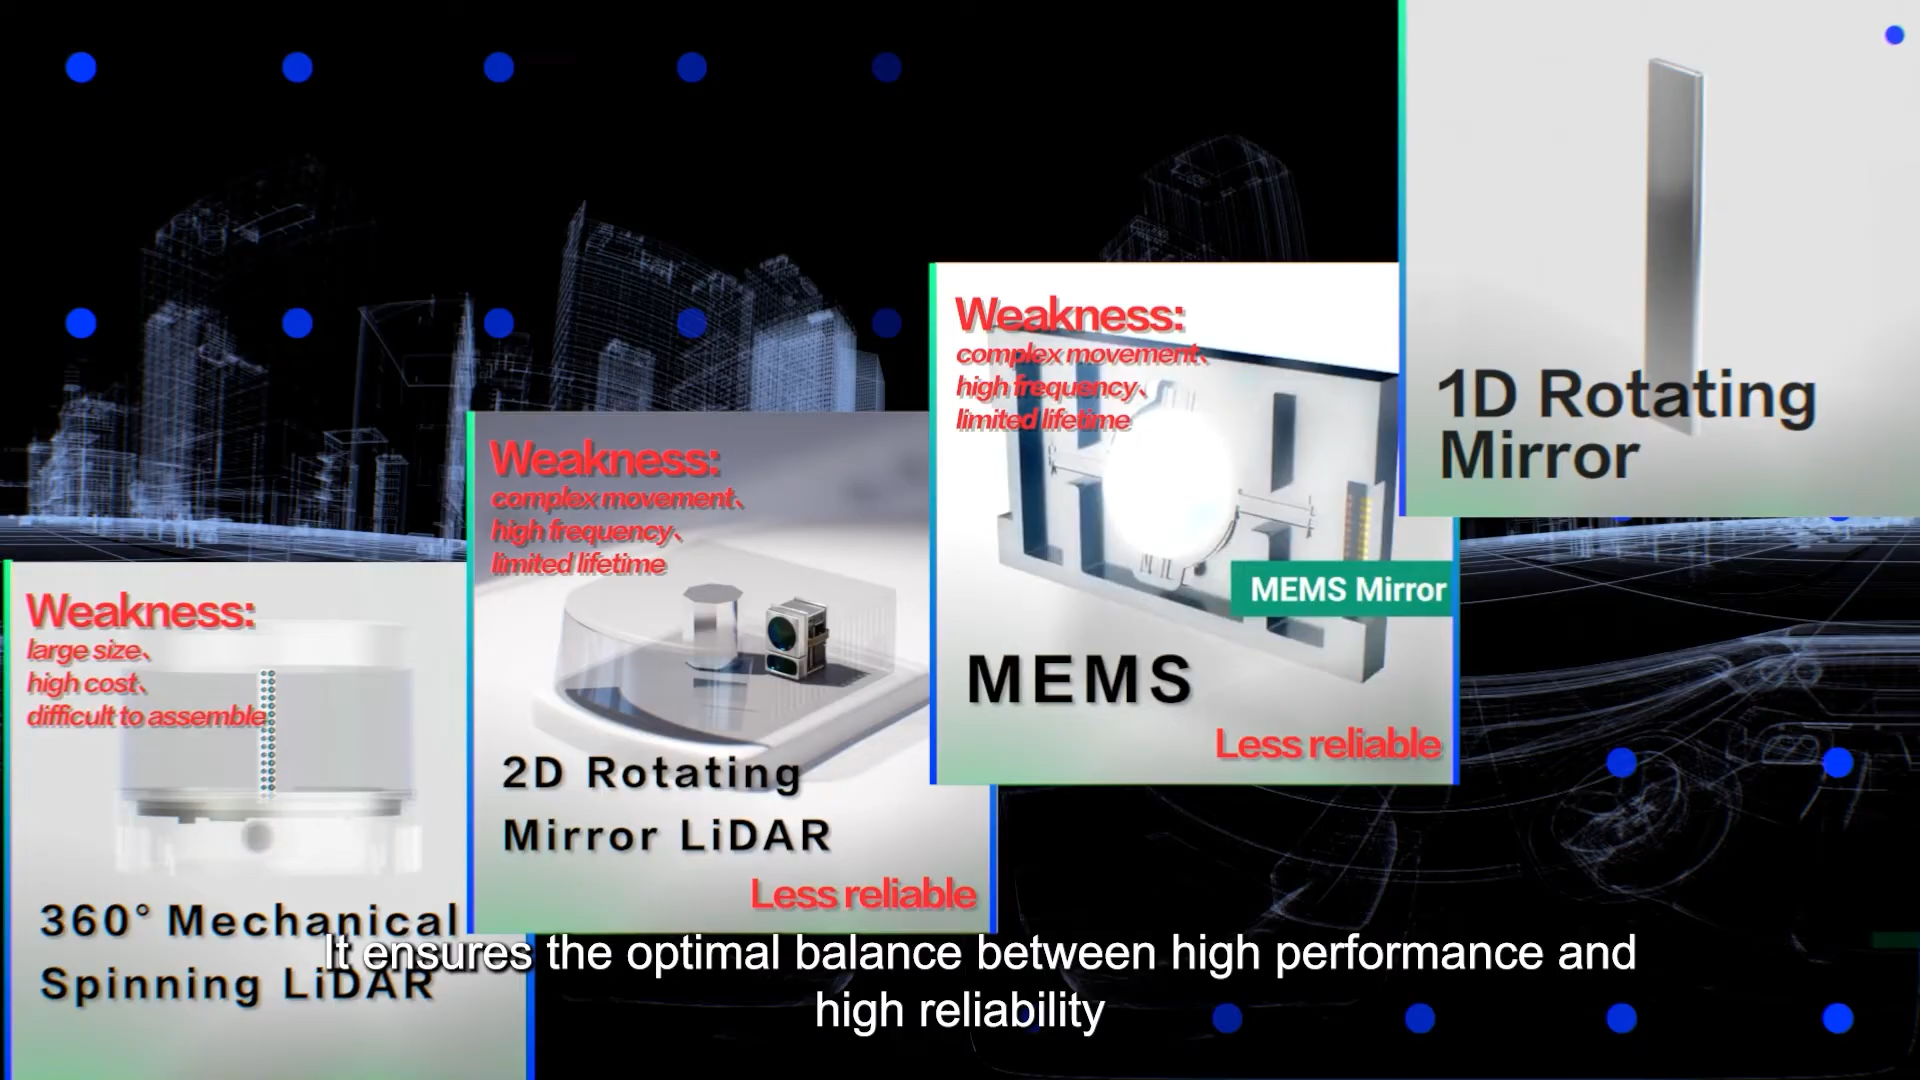 Weakness:
large size、
high cost、
difficult to assemble
360° Mechanical
Spinning LiDAR
Weakness:
complex movement、
high frequency、
limited lifetime
2D Rotating
Mirror LiDAR
Less reliable
Weakness:
complex movement、
high frequency、
limited lifetime
MEMS Mirror
MEMS
Less reliable
1D Rotating
Mirror
It ensures the optimal balance between high performance and
high reliability